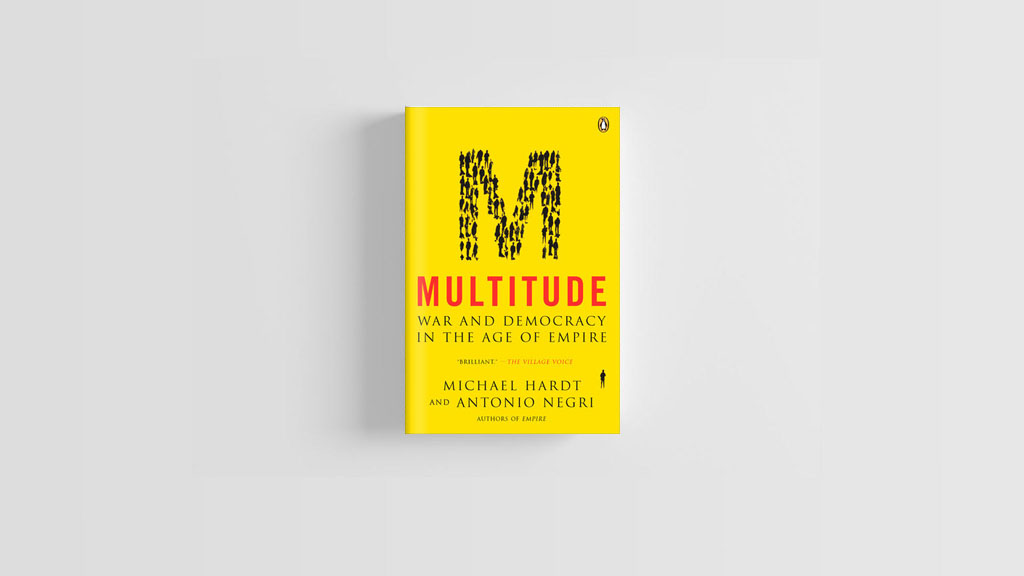 M
MULTITUDE
WAR AND DEMOCRACY
IN THE AGE OF EMPIRE
"BRILLIANT." — THE VILLAGE VOICE
MICHAEL HARDT
AND ANTONIO NEGRI
AUTHORS OF EMPIRE